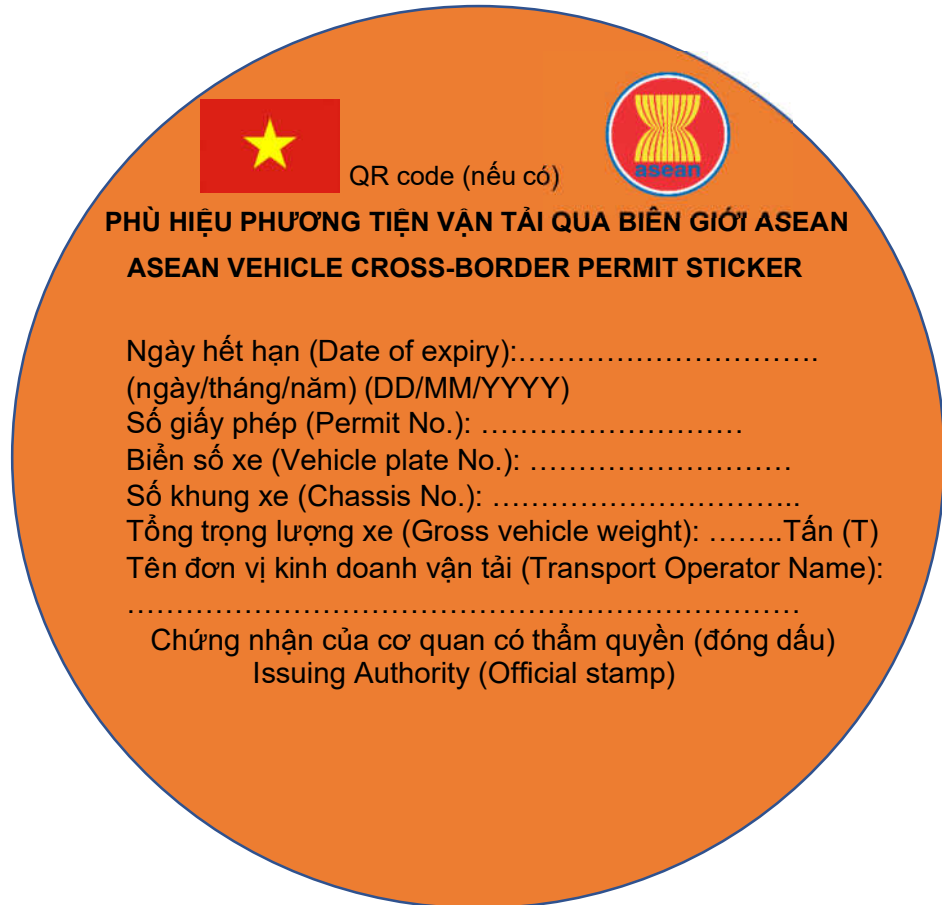 asean
QR code (nếu có)
PHÙ HIỆU PHƯƠNG TIỆN VẬN TẢI QUA BIÊN GIỚI ASEAN
ASEAN VEHICLE CROSS-BORDER PERMIT STICKER
Ngày hết hạn (Date of expiry):………………………….
(ngày/tháng/năm) (DD/MM/YYYY)
Số giấy phép (Permit No.): ………………………
Biển số xe (Vehicle plate No.): ………………………
Số khung xe (Chassis No.): …………………………..
Tổng trọng lượng xe (Gross vehicle weight): ……..Tấn (T)
Tên đơn vị kinh doanh vận tải (Transport Operator Name):
……………………………………………………………
Chứng nhận của cơ quan có thẩm quyền (đóng dấu)
Issuing Authority (Official stamp)